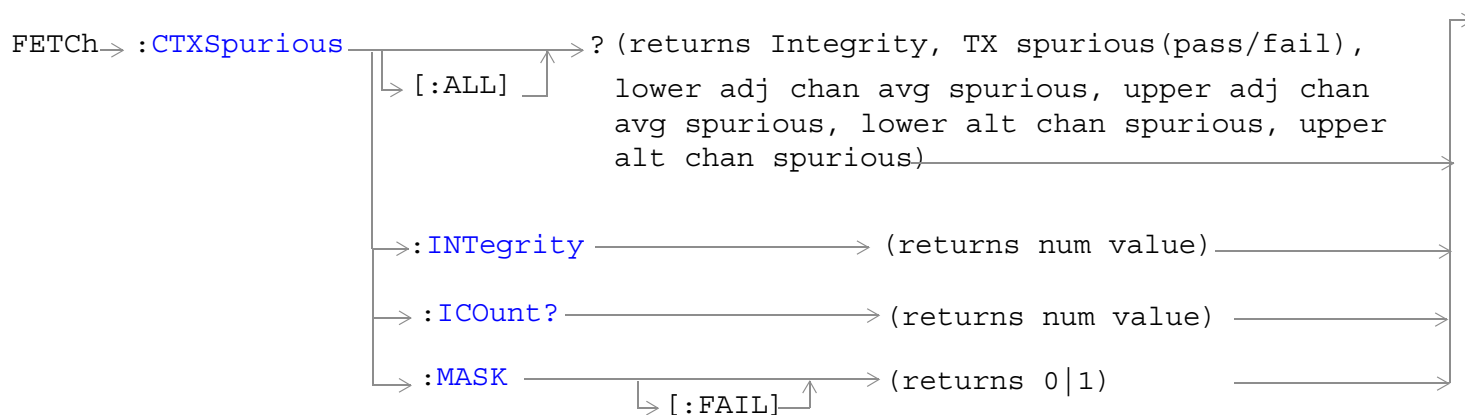 FETCh :CTXSpurious ? (returns Integrity, TX spurious(pass/fail),
[:ALL] lower adj chan avg spurious, upper adj chan
avg spurious, lower alt chan spurious, upper
alt chan spurious)
:INTegrity (returns num value)
:ICOunt? (returns num value)
:MASK (returns 0|1)
[:FAIL]